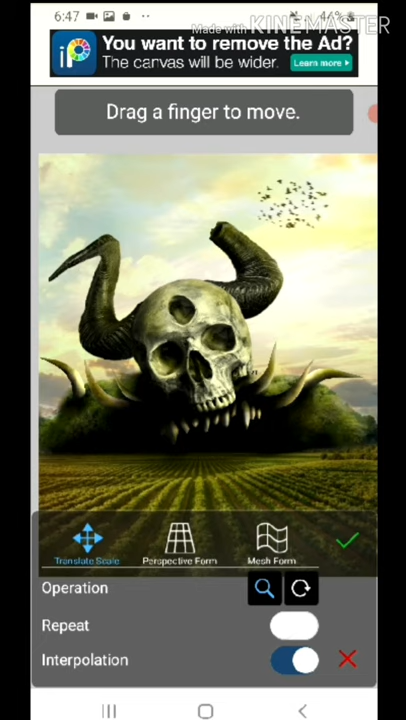 6:47
44%
Made with KINEMASTER
You want to remove the Ad?
The canvas will be wider.
Learn more
Drag a finger to move.
Translate Scale
Perspective Form
Mesh Form
Operation
Repeat
Interpolation